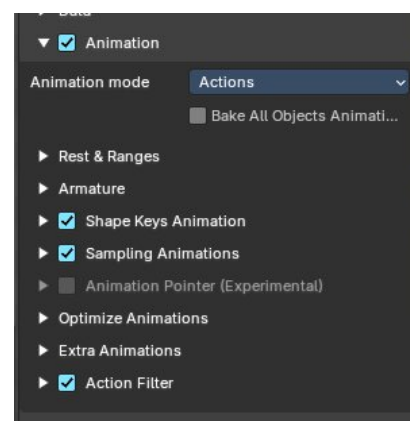 Data
Animation
Animation mode Actions
Bake All Objects Animati...
Rest & Ranges
Armature
Shape Keys Animation
Sampling Animations
Animation Pointer (Experimental)
Optimize Animations
Extra Animations
Action Filter